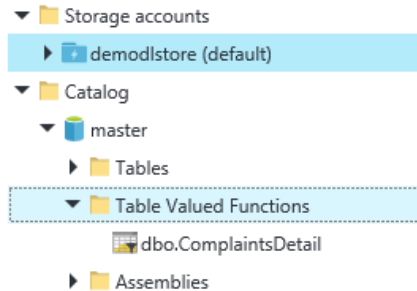 Storage accounts
demodlstore (default)
Catalog
master
Tables
Table Valued Functions
dbo.ComplaintsDetail
Assemblies